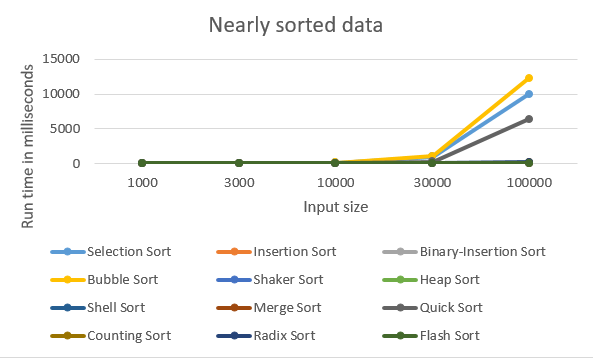 Nearly sorted data
Run time in milliseconds
15000
10000
5000
0
1000 3000 10000 30000 100000
Input size
Selection Sort Insertion Sort Binary-Insertion Sort
Bubble Sort Shaker Sort Heap Sort
Shell Sort Merge Sort Quick Sort
Counting Sort Radix Sort Flash Sort